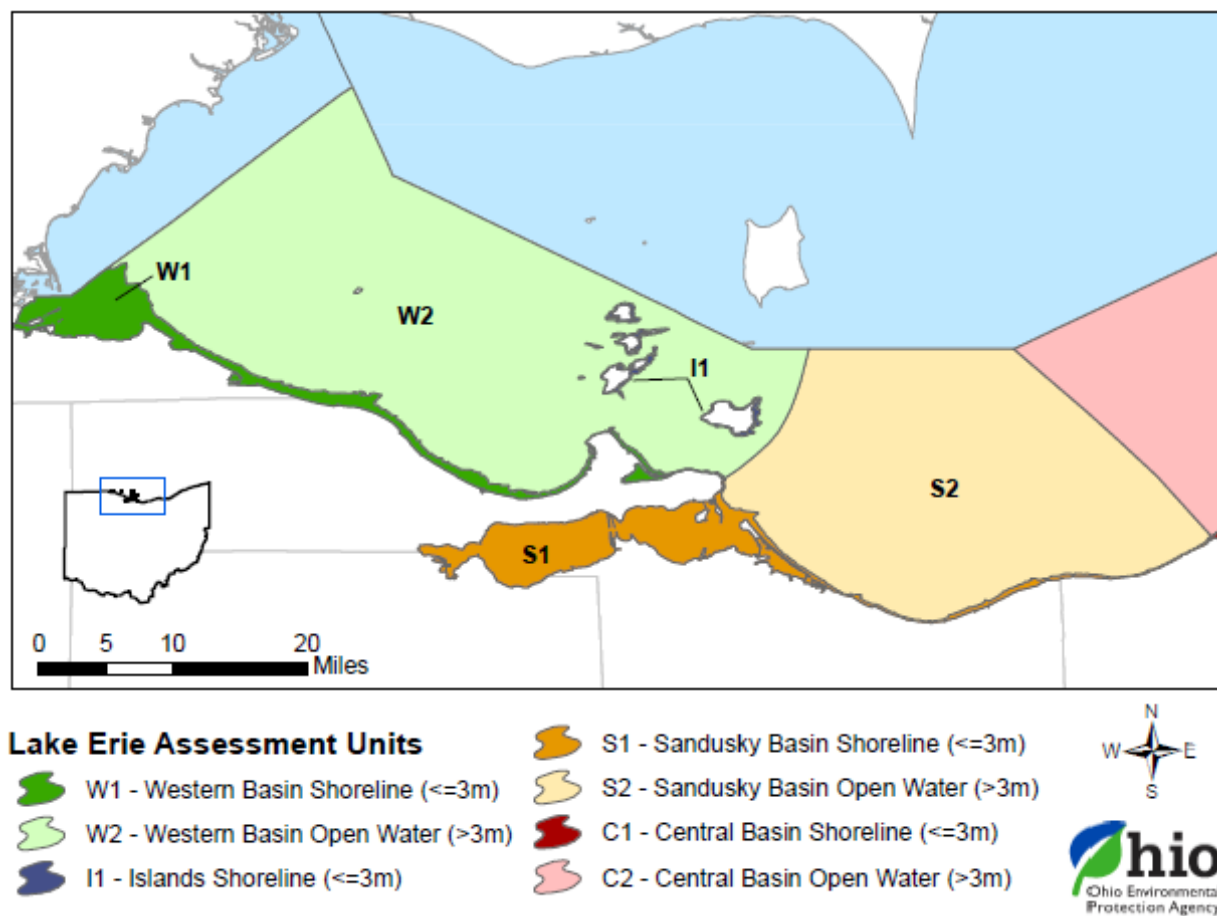 W1
W2
I1
S2
S1
0 5 10 20
Miles
Lake Erie Assessment Units
W1 - Western Basin Shoreline (<=3m)
W2 - Western Basin Open Water (>3m)
I1 - Islands Shoreline (<=3m)
S1 - Sandusky Basin Shoreline (<=3m)
S2 - Sandusky Basin Open Water (>3m)
C1 - Central Basin Shoreline (<=3m)
C2 - Central Basin Open Water (>3m)
N
W E
S
Ohio
Ohio Environmental
Protection Agency